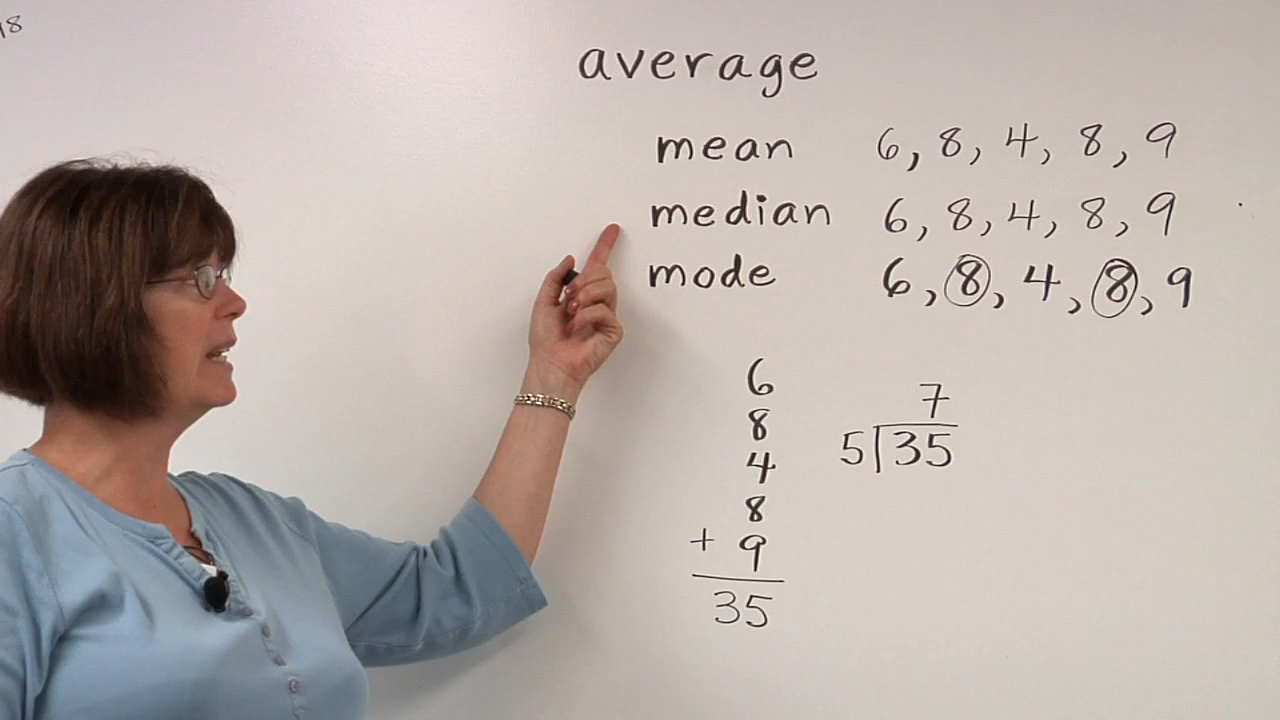 98
average
mean 6, 8, 4, 8, 9
median 6, 8, 4, 8, 9
mode 6, 8, 4, 8, 9
6
8
4
8
+ 9
35
7
5 35